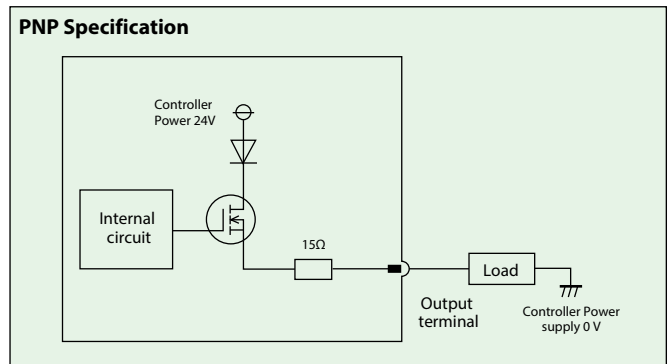 PNP Specification
Controller
Power 24V
Internal
circuit
15Ω
Load
Output
terminal
Controller Power
supply 0 V